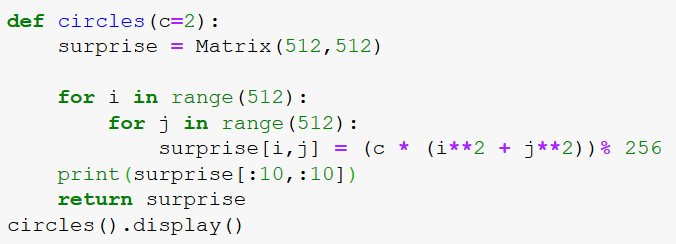 def circles(c=2):
    surprise = Matrix(512,512)

    for i in range(512):
        for j in range(512):
            surprise[i,j] = (c * (i**2 + j**2))% 256
    print(surprise[:10,:10])
    return surprise
circles().display()